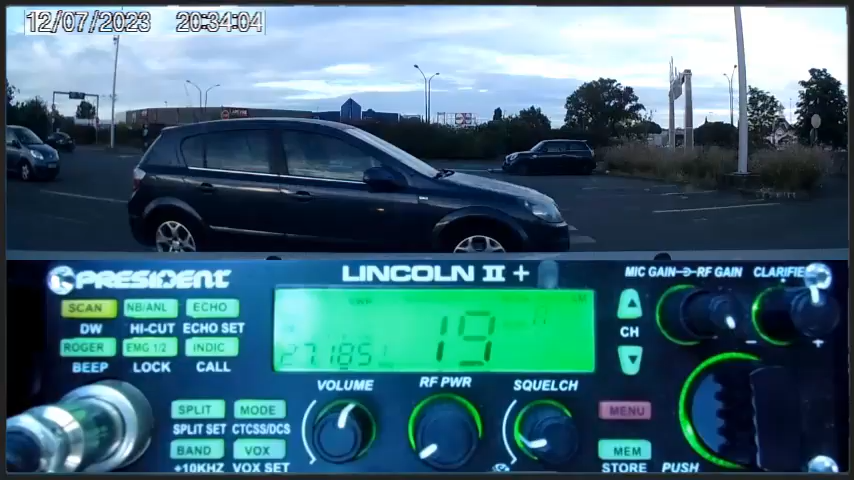 12/07/2023 20:34:04
PRESIDENT LINCOLN II + MIC GAIN RF GAIN CLARIFIER
SCAN NB/ANL ECHO
DW HI-CUT ECHO SET
ROGER EMG 1/2 INDIC
BEEP LOCK CALL
19
27.185
CH
VOLUME RF PWR SQUELCH
SPLIT MODE
SPLIT SET CTCSS/DCS
BAND VOX
+10KHZ VOX SET
MENU
MEM
STORE PUSH
- +